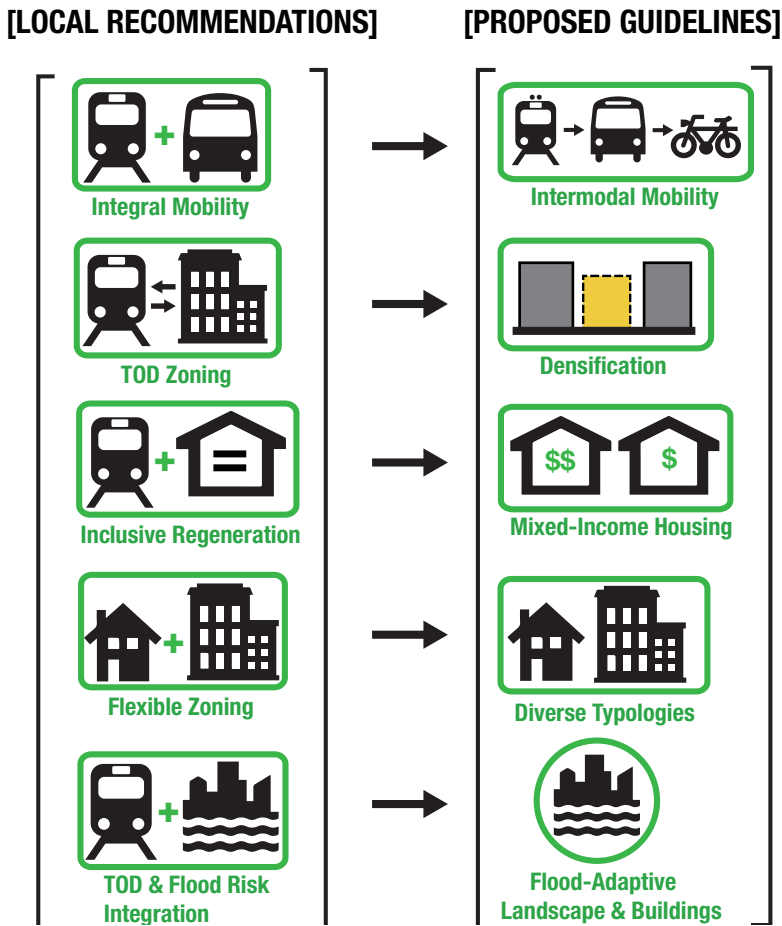 [LOCAL RECOMMENDATIONS]
[PROPOSED GUIDELINES]
Integral Mobility
Intermodal Mobility
TOD Zoning
Densification
Inclusive Regeneration
$$
$
Mixed-Income Housing
Flexible Zoning
Diverse Typologies
TOD & Flood Risk
Integration
Flood-Adaptive
Landscape & Buildings